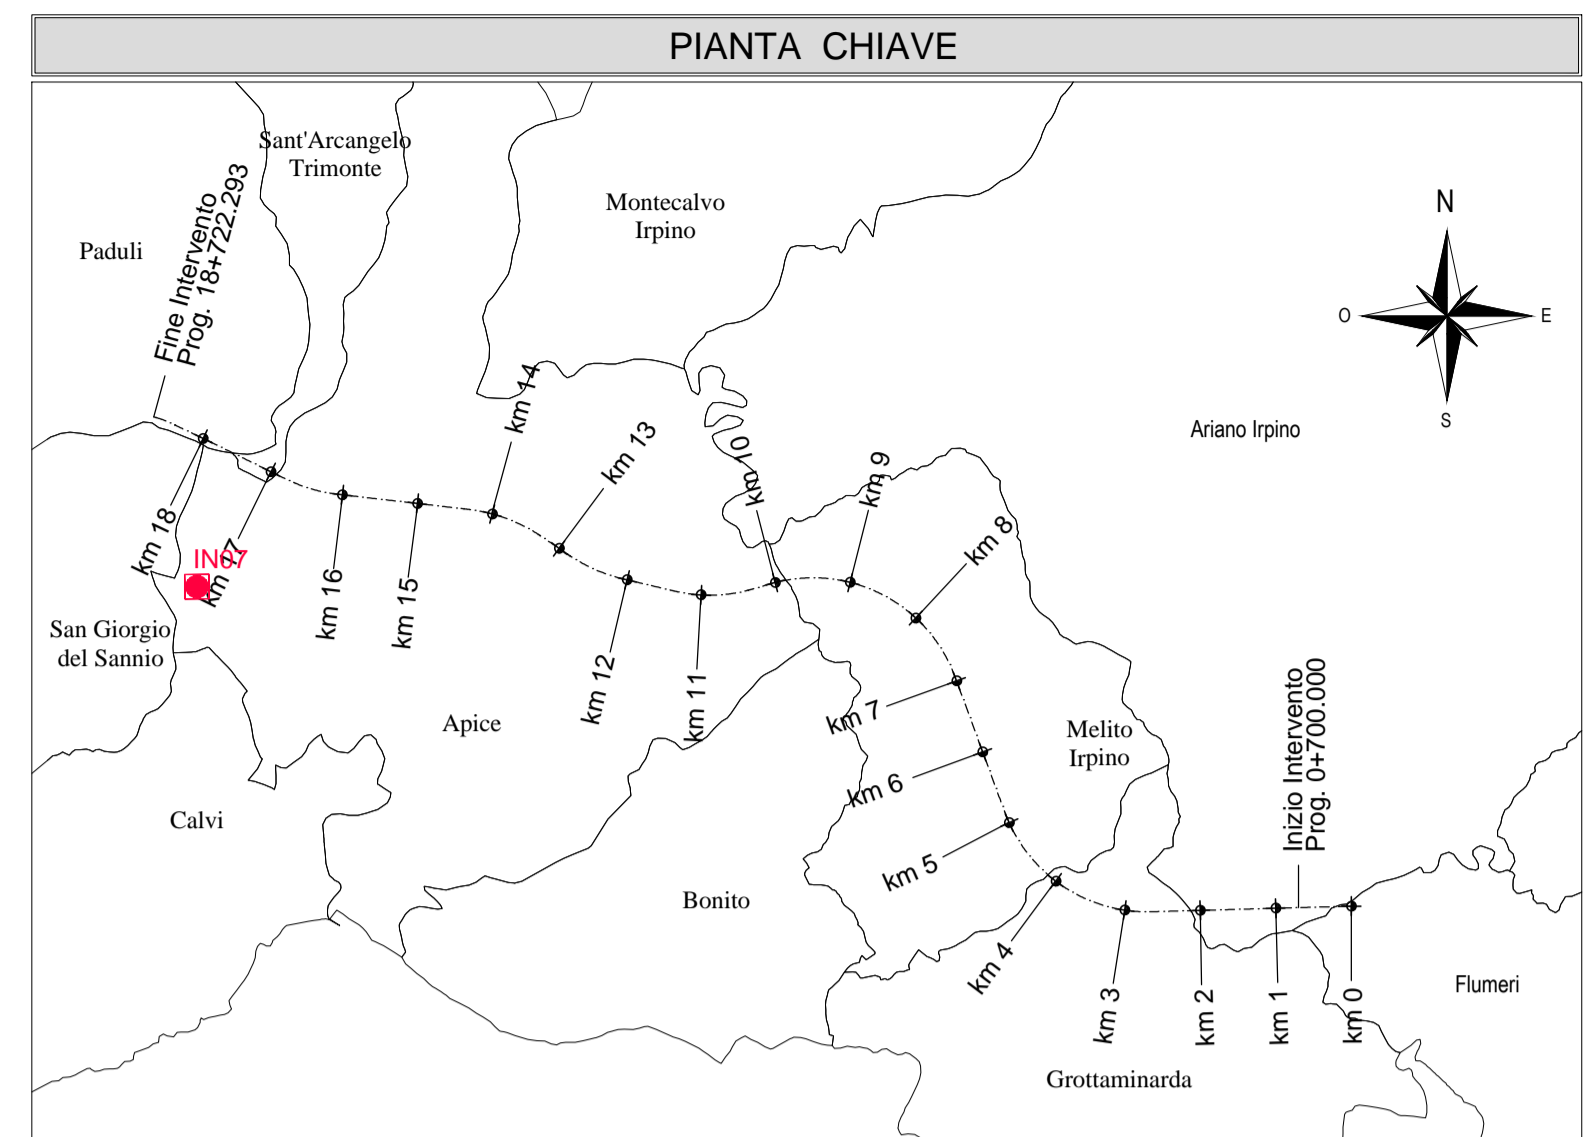 PIANTA CHIAVE
Sant'Arcangelo
Trimonte
Montecalvo
Irpino
Paduli
Fine Intervento
Prog. 18+722.293
N
O
E
S
Ariano Irpino
km 14
km 13
km 10
km 9
km 8
km 18
km 17
IN07
km 16
km 15
San Giorgio
del Sannio
km 12
km 11
km 7
Apice
Melito
Irpino
km 6
Inizio Intervento
Prog. 0+700.000
Calvi
km 5
Bonito
km 4
km 3
km 2
km 1
km 0
Flumeri
Grottaminarda